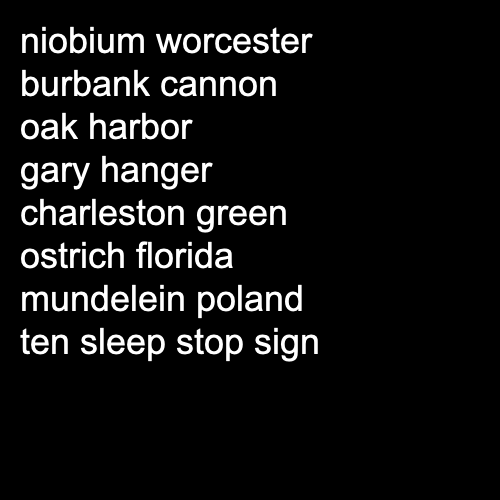 niobium worcester
burbank cannon
oak harbor
gary hanger
charleston green
ostrich florida
mundelein poland
ten sleep stop sign